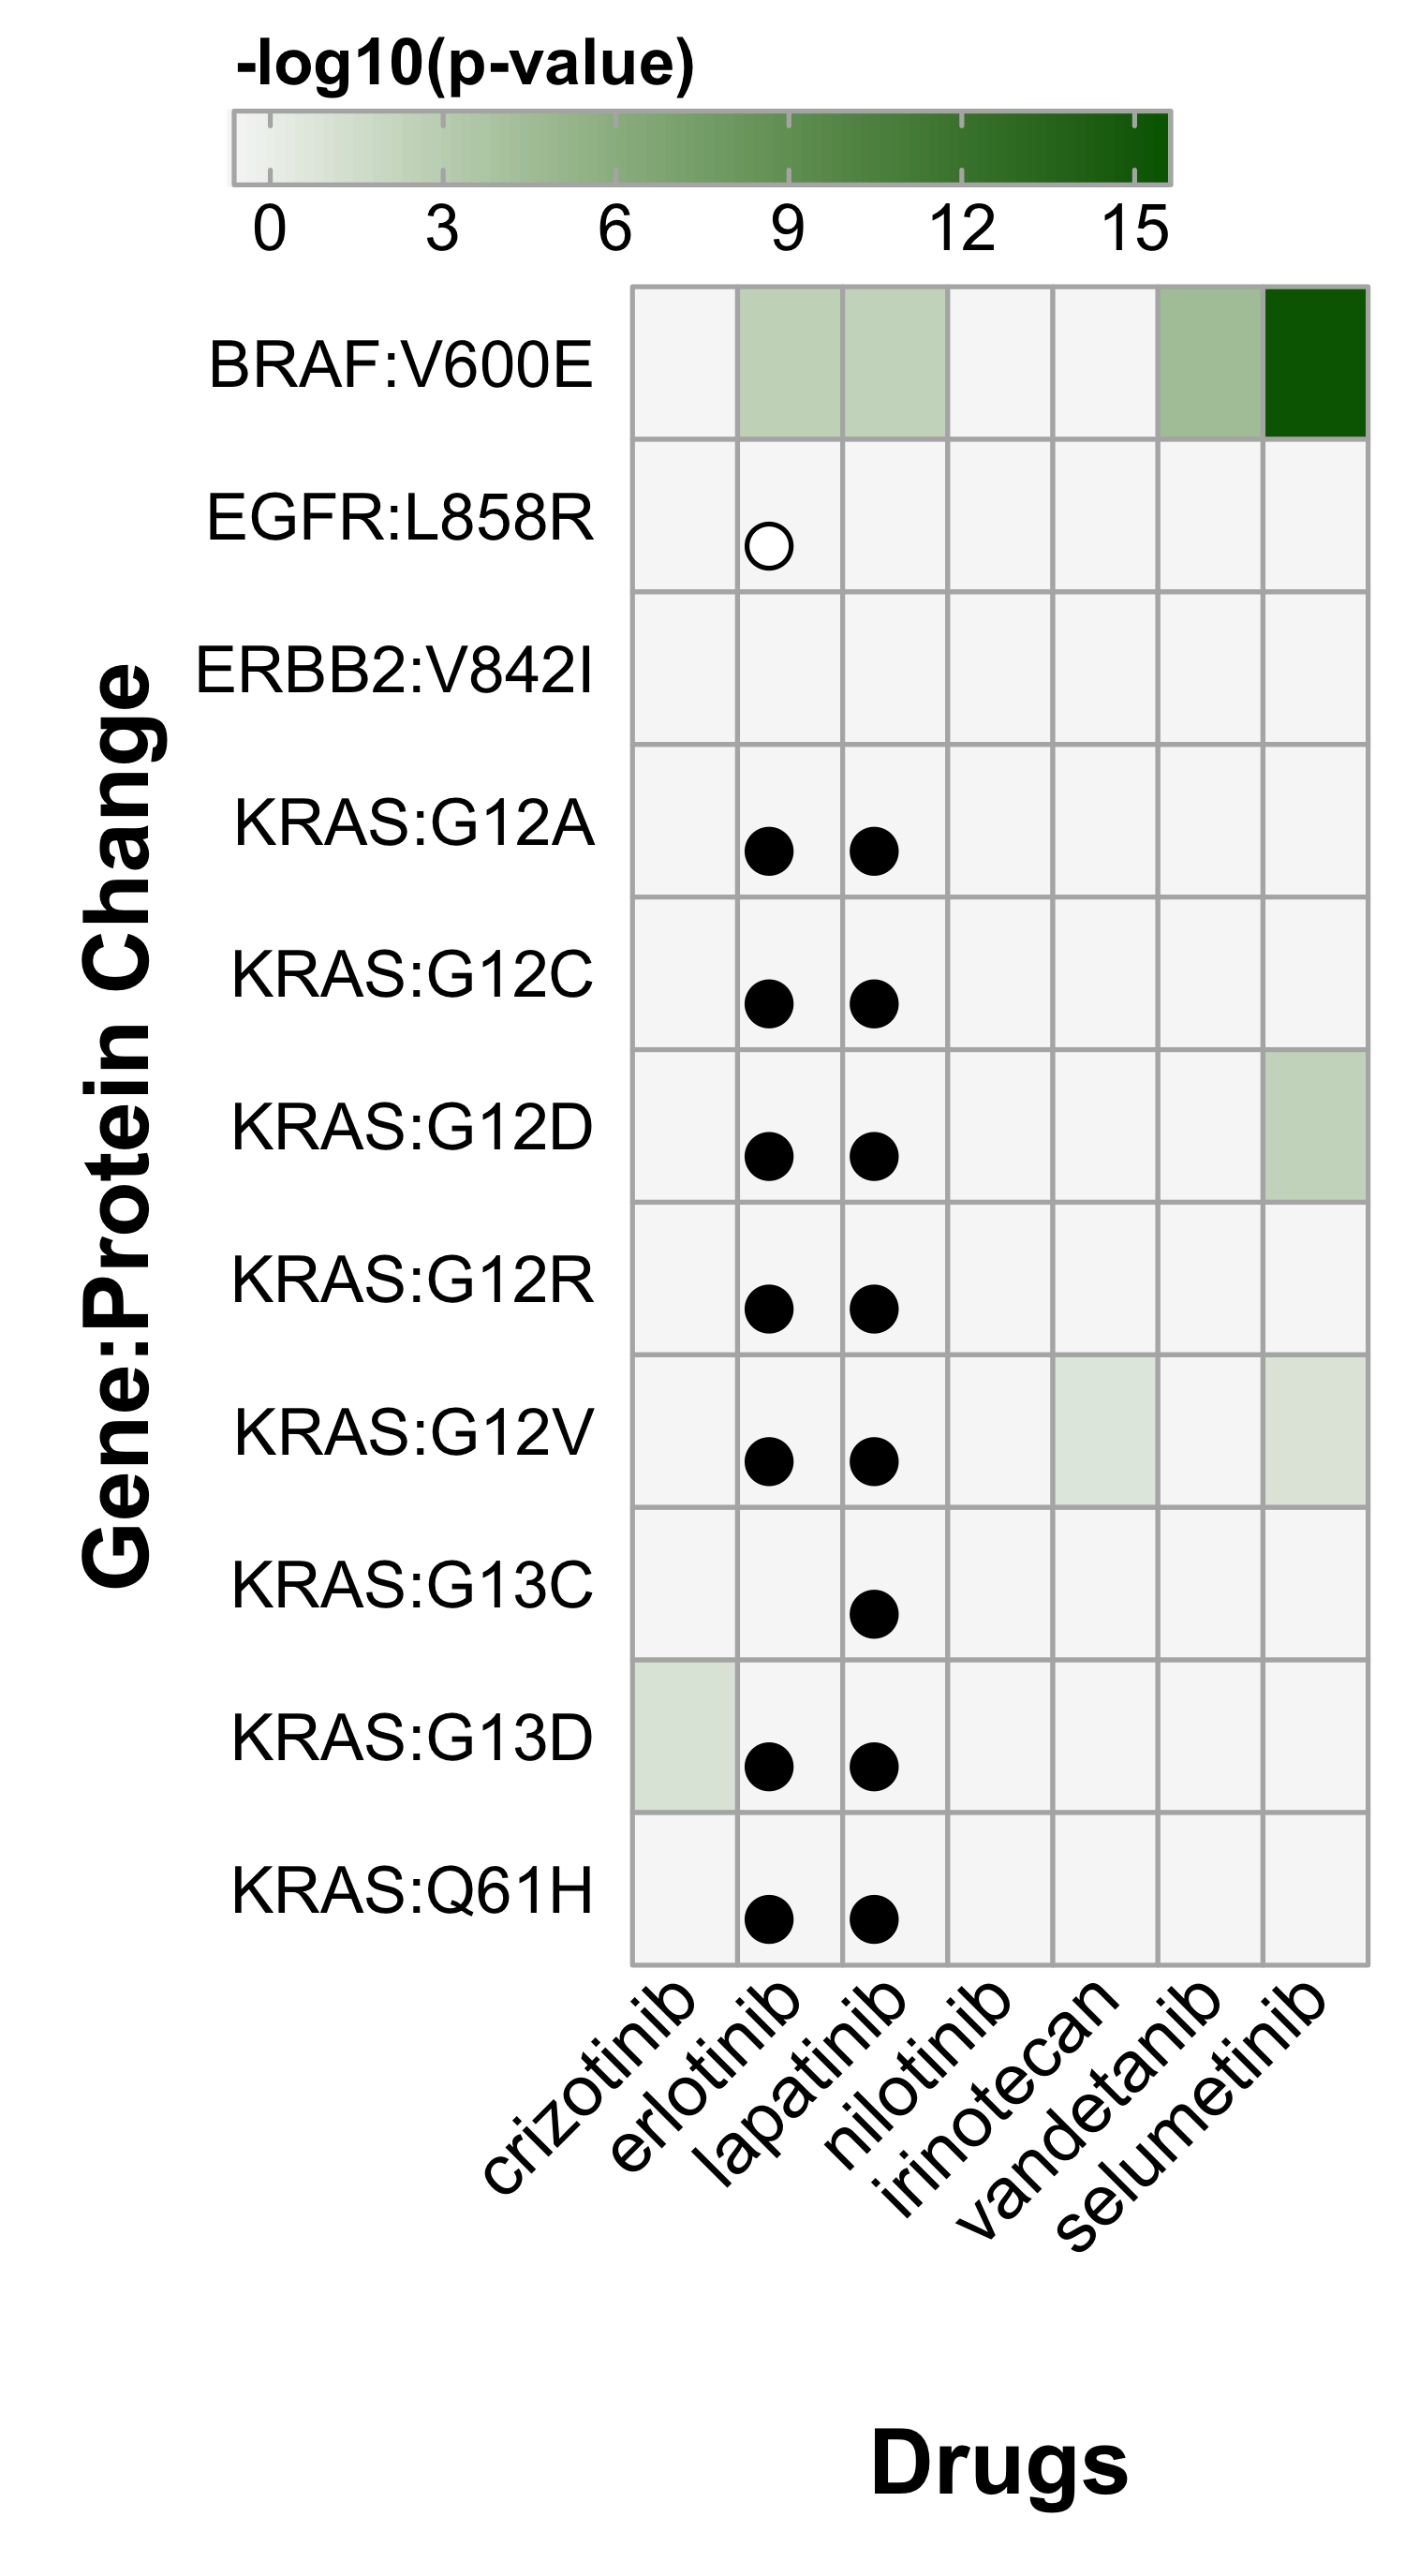 -log10(p-value)
0 3 6 9 12 15
BRAF:V600E
EGFR:L858R
ERBB2:V842I
KRAS:G12A
KRAS:G12C
KRAS:G12D
KRAS:G12R
KRAS:G12V
KRAS:G13C
KRAS:G13D
KRAS:Q61H
Gene:Protein Change
crizotinib
erlotinib
lapatinib
nilotinib
irinotecan
vandetanib
selumetinib
Drugs